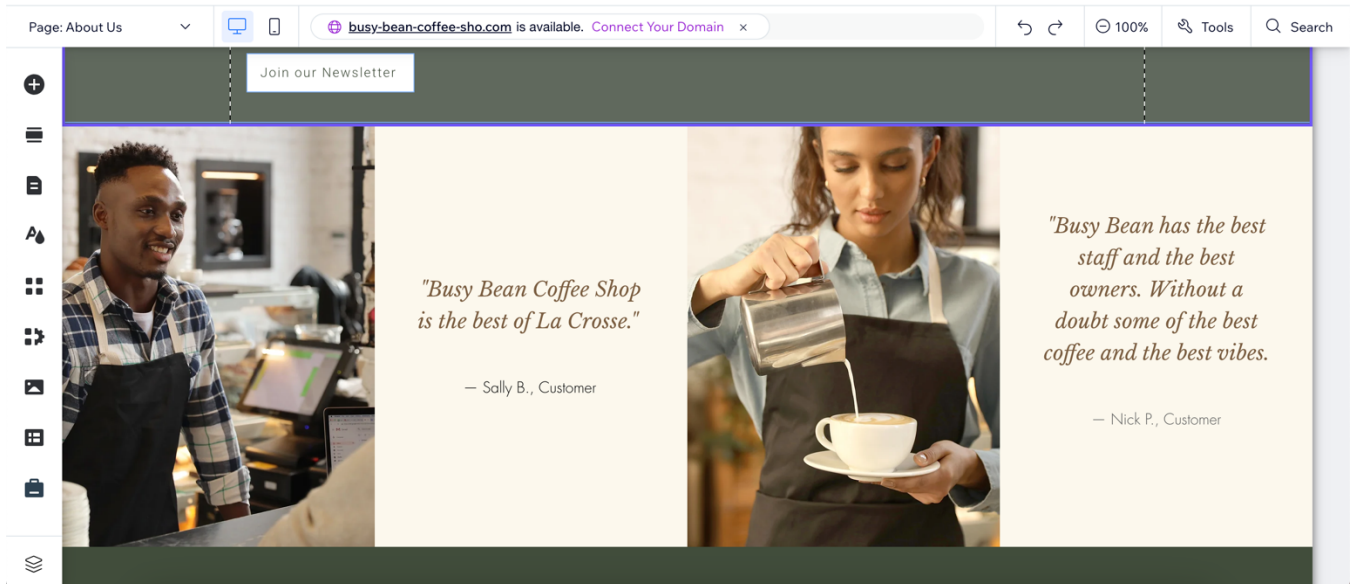 Page: About Us
busy-bean-coffee-sho.com is available. Connect Your Domain ×
100%
Tools
Search
Join our Newsletter
"Busy Bean Coffee Shop
is the best of La Crosse."
— Sally B., Customer
"Busy Bean has the best
staff and the best
owners. Without a
doubt some of the best
coffee and the best vibes.
— Nick P., Customer